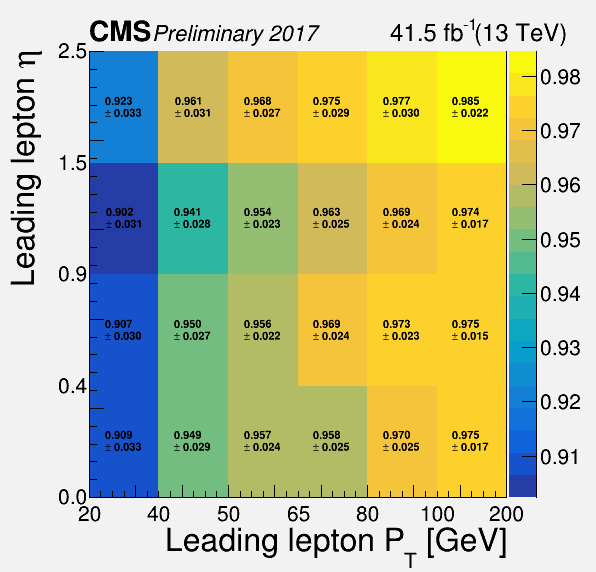 CMS Preliminary 2017 41.5 fb⁻¹(13 TeV)
Leading lepton η
2.5
1.5
0.9
0.4
0.0
0.923 0.961 0.968 0.975 0.977 0.985
± 0.033 ± 0.031 ± 0.027 ± 0.029 ± 0.030 ± 0.022
0.902 0.941 0.954 0.963 0.969 0.974
± 0.031 ± 0.028 ± 0.023 ± 0.025 ± 0.024 ± 0.017
0.907 0.950 0.956 0.969 0.973 0.975
± 0.030 ± 0.027 ± 0.022 ± 0.024 ± 0.023 ± 0.015
0.909 0.949 0.957 0.958 0.970 0.975
± 0.033 ± 0.029 ± 0.024 ± 0.025 ± 0.025 ± 0.017
20 40 50 65 80 100 200
Leading lepton P_T [GeV]
0.98
0.97
0.96
0.95
0.94
0.93
0.92
0.91